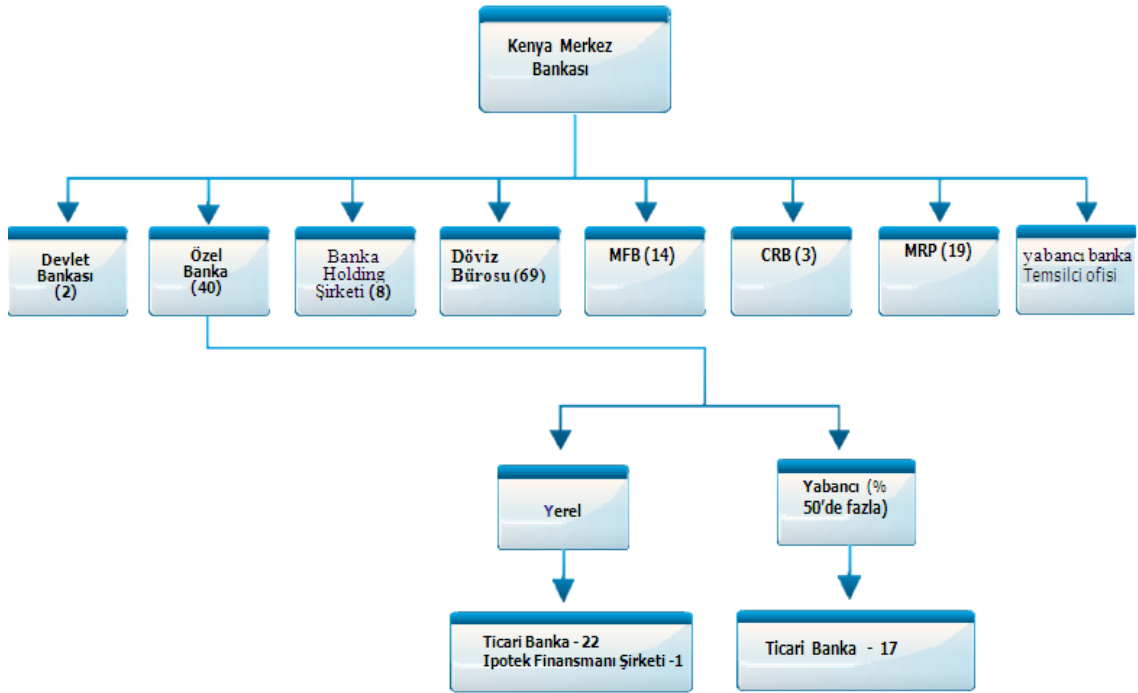 Kenya Merkez
Bankası
Devlet
Bankası
(2)
Özel
Banka
(40)
Banka
Holding
Şirketi (8)
Döviz
Bürosu (69)
MFB (14)
CRB (3)
MRP (19)
yabancı banka
Temsilci ofisi
Yerel
Yabancı (%
50'de fazla)
Ticari Banka - 22
Ipotek Finansmanı Şirketi -1
Ticari Banka - 17